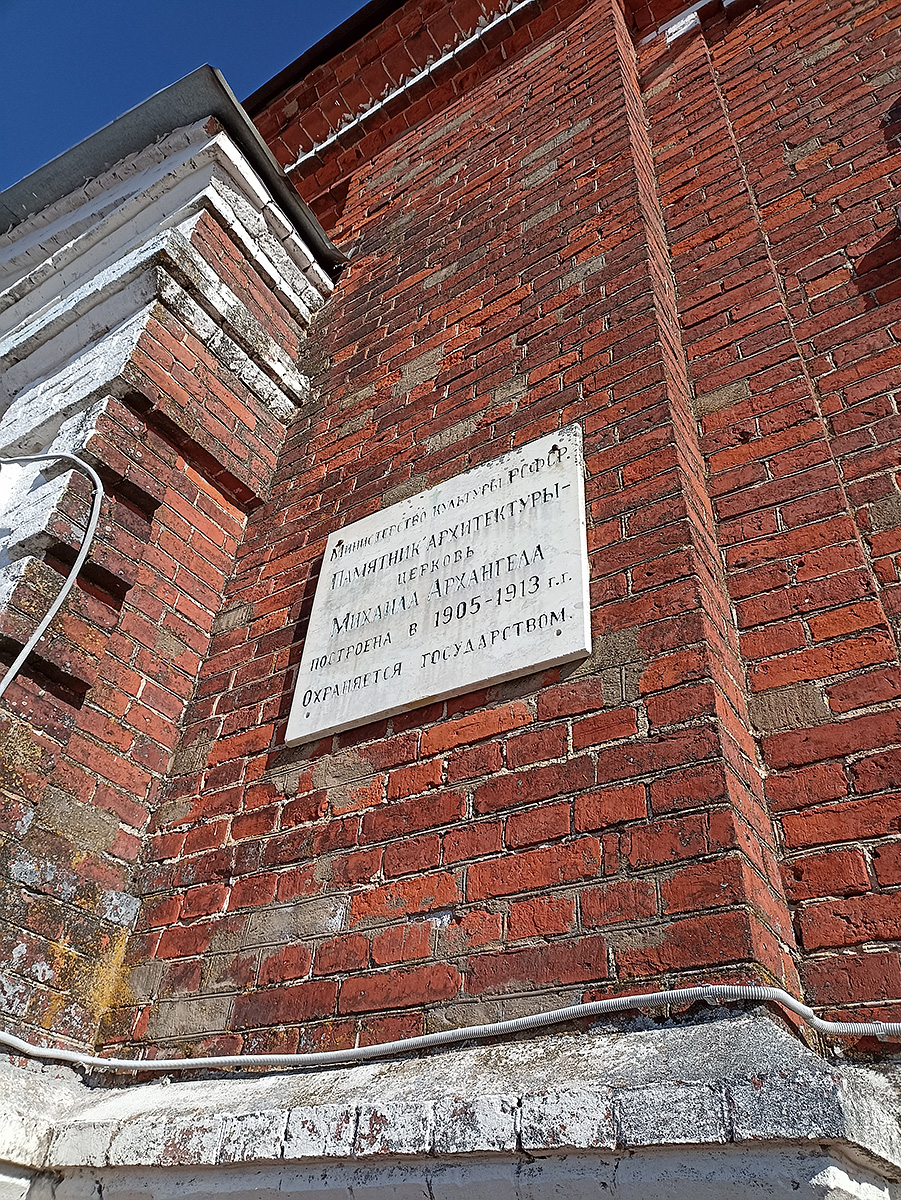 Министерство культуры РСФСР.
Памятник архитектуры-
церковь
Михаила Архангела
построена в 1905-1913 г.г.
Охраняется государством.